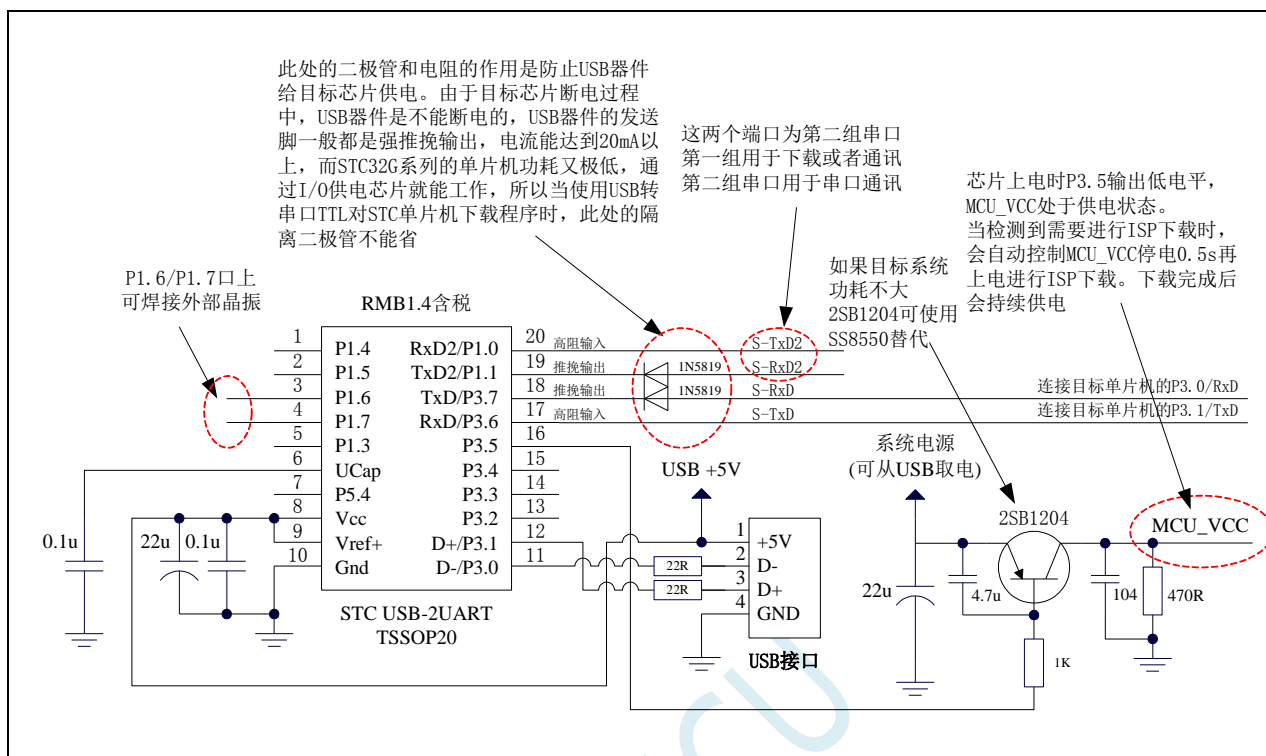 此处的二极管和电阻的作用是防止USB器件
给目标芯片供电。由于目标芯片断电过程
中，USB器件是不能断电的，USB器件的发送
脚一般都是强推挽输出，电流能达到20mA以
上，而STC32G系列的单片机功耗又极低，通
过I/O供电芯片就能工作，所以当使用USB转
串口TTL对STC单片机下载程序时，此处的隔
离二极管不能省
这两个端口为第二组串口
第一组用于下载或者通讯
第二组串口用于串口通讯
芯片上电时P3.5输出低电平，
MCU_VCC处于供电状态。
当检测到需要进行ISP下载时，
会自动控制MCU_VCC停电0.5s再
上电进行ISP下载。下载完成后
会持续供电
如果目标系统
功耗不大
2SB1204可使用
SS8550替代
P1.6/P1.7口上
可焊接外部晶振
RMB1.4含税
1 P1.4 RxD2/P1.0 20 高阻输入 S-TxD2
2 P1.5 TxD2/P1.1 19 推挽输出 1N5819 S-RxD2
3 P1.6 TxD/P3.7 18 推挽输出 1N5819 S-RxD 连接目标单片机的P3.0/RxD
4 P1.7 RxD/P3.6 17 高阻输入 S-TxD 连接目标单片机的P3.1/TxD
5 P1.3 P3.5 16
6 UCap P3.4 15
7 P5.4 P3.3 14
8 Vcc P3.2 13
9 Vref+ D+/P3.1 12
10 Gnd D-/P3.0 11
STC USB-2UART
TSSOP20
0.1u
22u
0.1u
22R
22R
USB +5V
1 +5V
2 D-
3 D+
4 GND
USB接口
系统电源
(可从USB取电)
2SB1204
MCU_VCC
22u
4.7u
104
470R
1K
CU